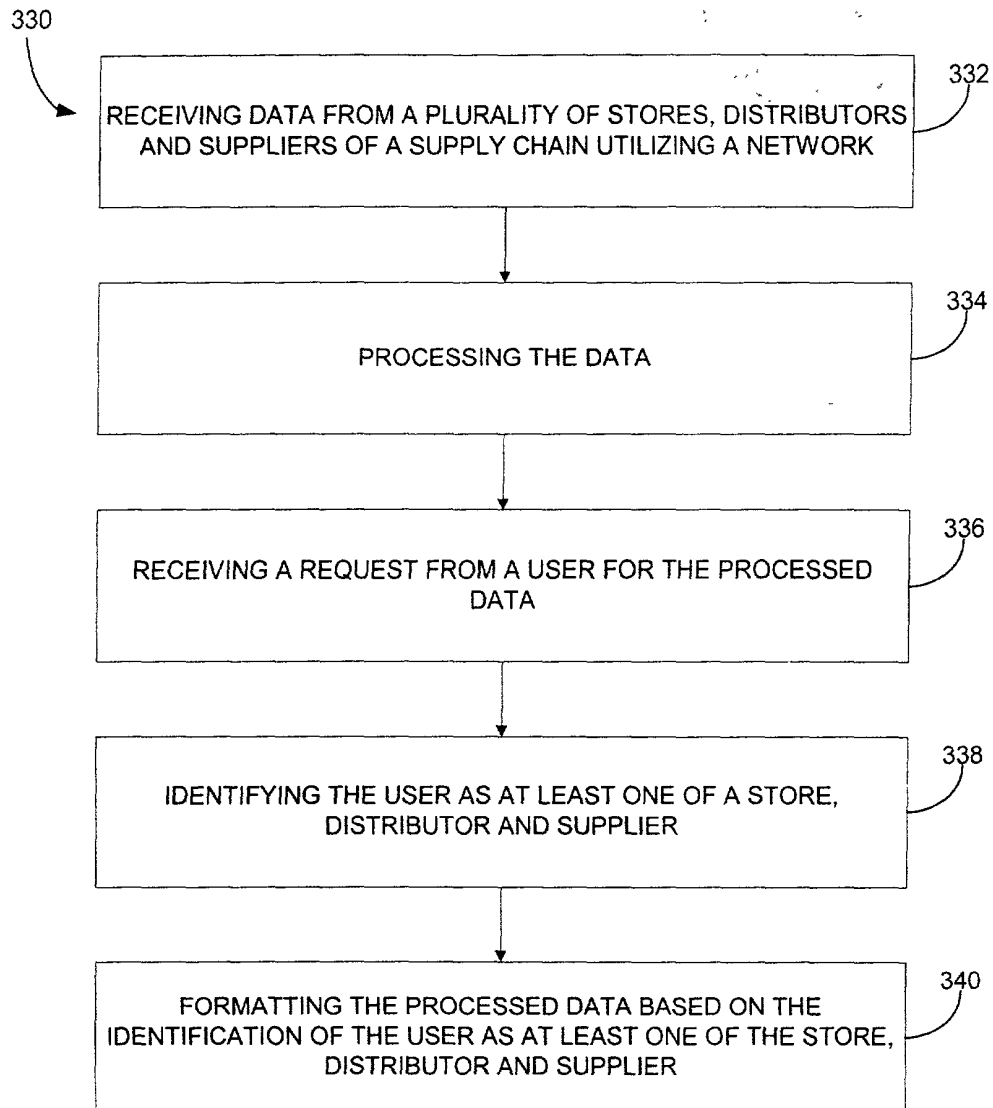 330
332
RECEIVING DATA FROM A PLURALITY OF STORES, DISTRIBUTORS
AND SUPPLIERS OF A SUPPLY CHAIN UTILIZING A NETWORK
334
PROCESSING THE DATA
336
RECEIVING A REQUEST FROM A USER FOR THE PROCESSED
DATA
338
IDENTIFYING THE USER AS AT LEAST ONE OF A STORE,
DISTRIBUTOR AND SUPPLIER
340
FORMATTING THE PROCESSED DATA BASED ON THE
IDENTIFICATION OF THE USER AS AT LEAST ONE OF THE STORE,
DISTRIBUTOR AND SUPPLIER